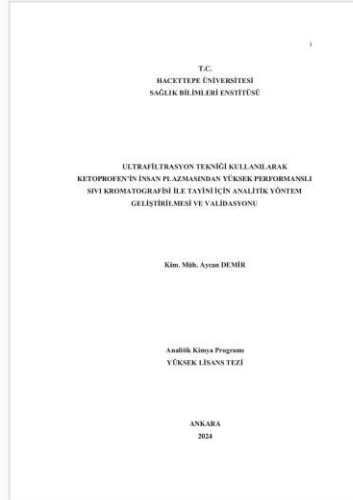 i
T.C.
HACETTEPE ÜNİVERSİTESİ
SAĞLIK BİLİMLERİ ENSTİTÜSÜ
ULTRAFİLTRASYON TEKNİĞİ KULLANILARAK
KETOPROFEN'İN İNSAN PLAZMASINDAN YÜKSEK PERFORMANSLI
SIVI KROMATOGRAFİSİ İLE TAYİNİ İÇİN ANALİTİK YÖNTEM
GELİŞTİRİLMESİ VE VALİDASYONU
Kim. Müh. Aycan DEMİR
Analitik Kimya Programı
YÜKSEK LİSANS TEZİ
ANKARA
2024